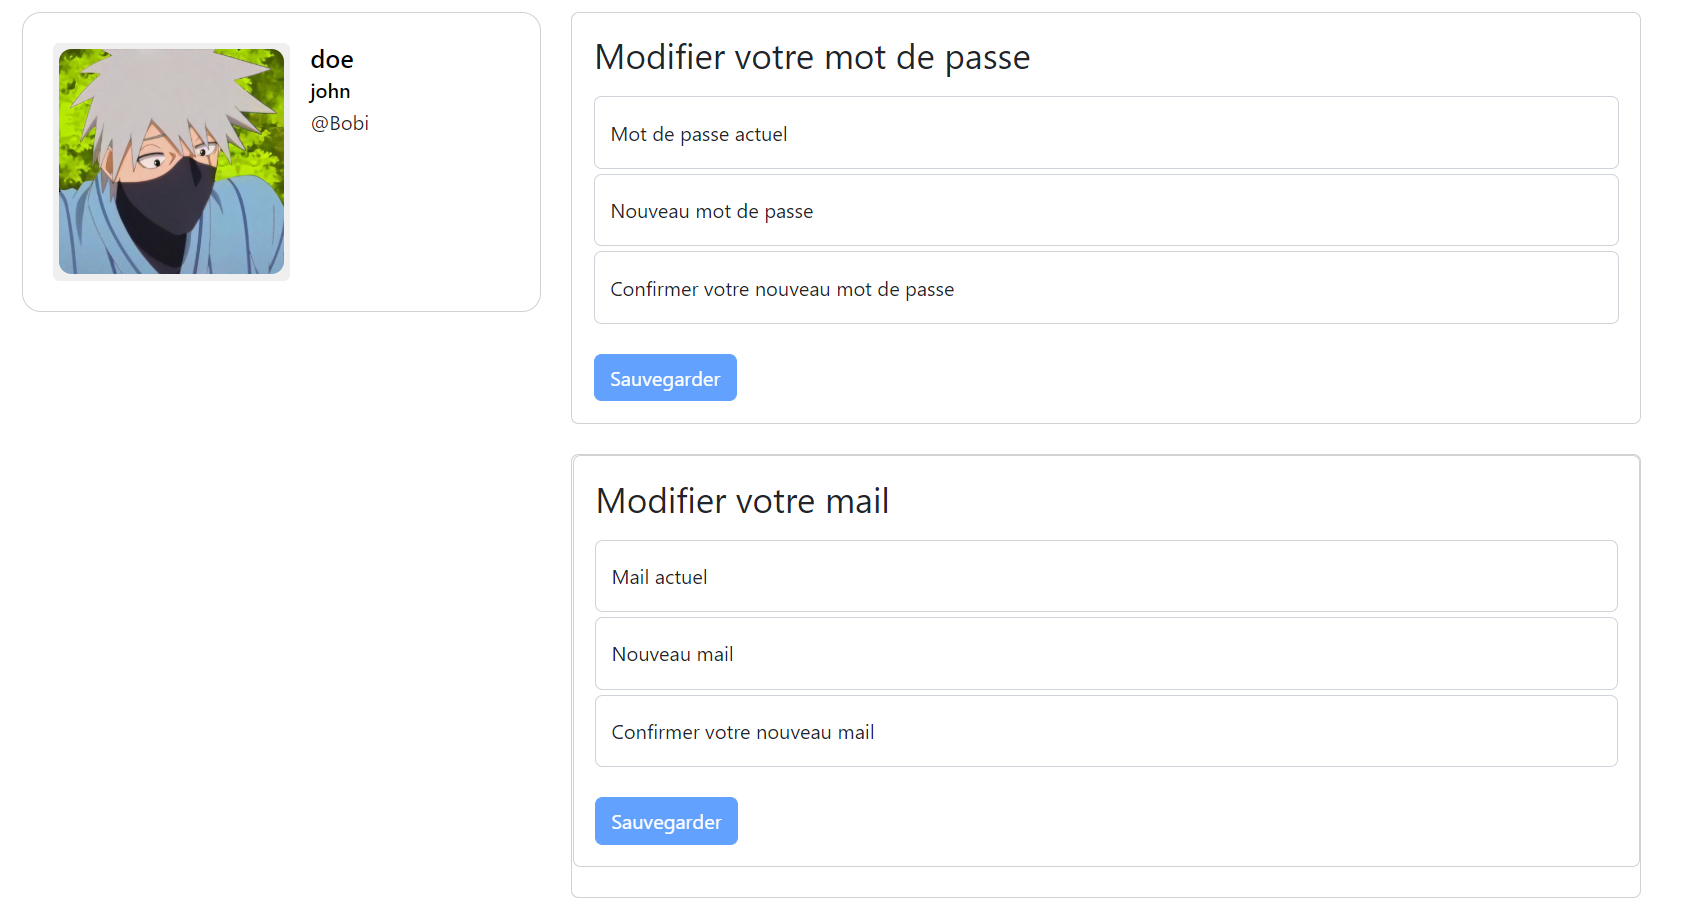 doe
john
@Bobi
Modifier votre mot de passe
Mot de passe actuel
Nouveau mot de passe
Confirmer votre nouveau mot de passe
Sauvegarder
Modifier votre mail
Mail actuel
Nouveau mail
Confirmer votre nouveau mail
Sauvegarder